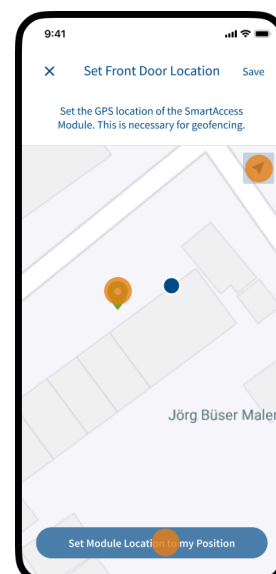 9:41
Set Front Door Location Save
Set the GPS location of the SmartAccess
Module. This is necessary for geofencing.
Jörg Büser Maler
Set Module Location to my Position